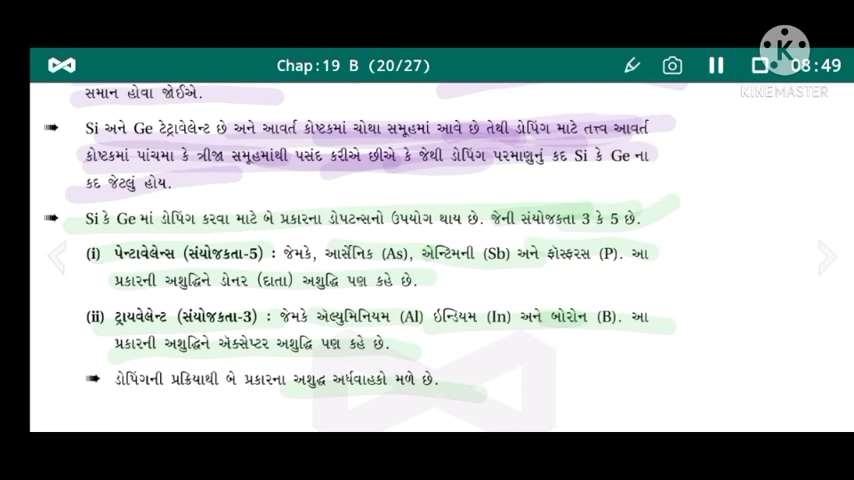 Chap:19 B (20/27)
08:49
KINEMASTER
સમાન હોવા જોઈએ.
Si અને Ge ટેટ્રાવેલેન્ટ છે અને આવર્ત કોષ્ટકમાં ચોથા સમૂહમાં આવે છે તેથી ડોપિંગ માટે તત્ત્વ આવર્ત
કોષ્ટકમાં પાંચમા કે ત્રીજા સમૂહમાંથી પસંદ કરીએ છીએ કે જેથી ડોપિંગ પરમાણુનું કદ Si કે Ge ના
કદ જેટલું હોય.
Si કે Ge માં ડોપિંગ કરવા માટે બે પ્રકારના ડોપટન્સનો ઉપયોગ થાય છે. જેની સંયોજકતા 3 કે 5 છે.
(i) પેન્ટાવેલેન્સ (સંયોજકતા-5) : જેમકે, આર્સેનિક (As), એન્ટિમની (Sb) અને ફૉસ્ફરસ (P). આ
પ્રકારની અશુદ્ધિને ડોનર (દાતા) અશુદ્ધિ પણ કહે છે.
(ii) ટ્રાયવેલેન્ટ (સંયોજકતા-3) : જેમકે ઍલ્યુમિનિયમ (Al) ઇન્ડિયમ (In) અને બોરોન (B). આ
પ્રકારની અશુદ્ધિને ઍક્સેપ્ટર અશુદ્ધિ પણ કહે છે.
ડોપિંગની પ્રક્રિયાથી બે પ્રકારના અશુદ્ધ અર્ધવાહકો મળે છે.